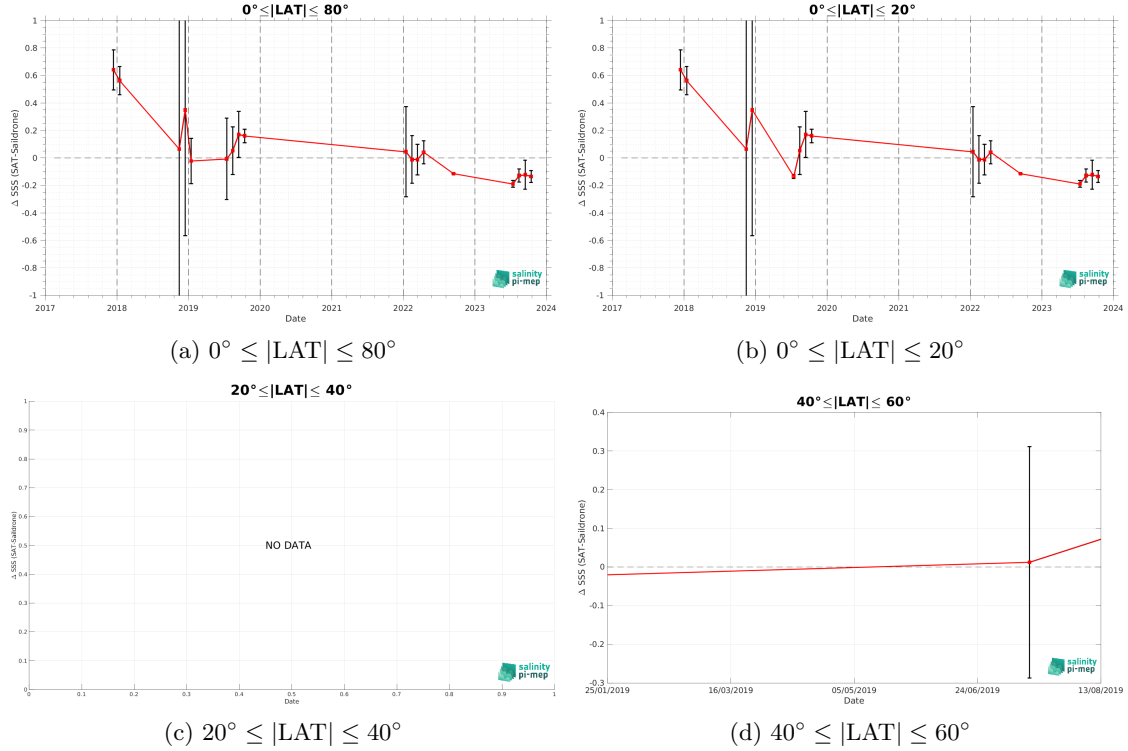 0°≤|LAT|≤ 80°
1
0.8
0.6
0.4
0.2
0
-0.2
-0.4
-0.6
-0.8
-1
Δ SSS (SAT-Saildrone)
2017 2018 2019 2020 2021 2022 2023 2024
Date
salinity
pi-mep
(a) 0° ≤ |LAT| ≤ 80°
0°≤|LAT|≤ 20°
1
0.8
0.6
0.4
0.2
0
-0.2
-0.4
-0.6
-0.8
-1
Δ SSS (SAT-Saildrone)
2017 2018 2019 2020 2021 2022 2023 2024
Date
salinity
pi-mep
(b) 0° ≤ |LAT| ≤ 20°
20°≤|LAT|≤ 40°
1
0.9
0.8
0.7
0.6
0.5
0.4
0.3
0.2
0.1
0
Δ SSS (SAT-Saildrone)
NO DATA
0 0.1 0.2 0.3 0.4 0.5 0.6 0.7 0.8 0.9 1
Date
salinity
pi-mep
(c) 20° ≤ |LAT| ≤ 40°
40°≤|LAT|≤ 60°
0.4
0.3
0.2
0.1
0
-0.1
-0.2
-0.3
Δ SSS (SAT-Saildrone)
25/01/2019 16/03/2019 05/05/2019 24/06/2019 13/08/2019
Date
salinity
pi-mep
(d) 40° ≤ |LAT| ≤ 60°